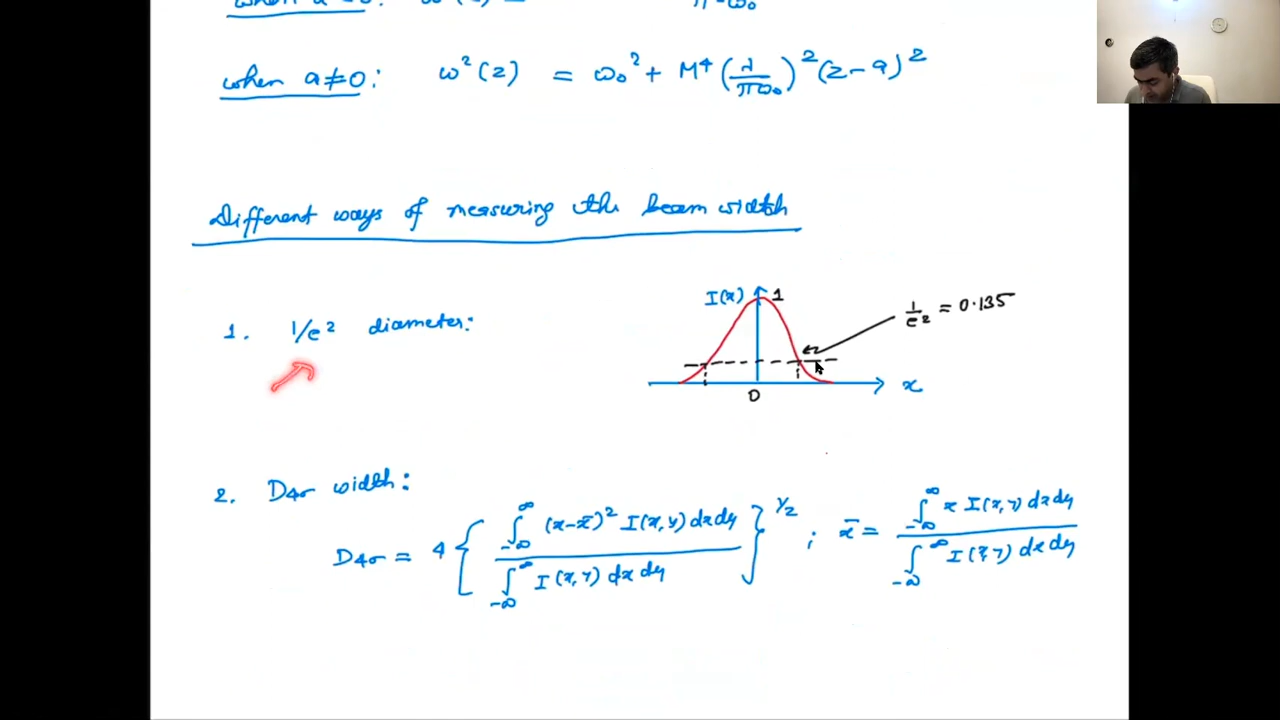 when a≠0: ω²(z) = ω₀² + M⁴ (λ/πω₀)² (z-a)²
Different ways of measuring the beam width
1. 1/e² diameter:
I(x) 1
1/e² = 0.135
0
x
2. D4σ width:
D4σ = 4 { ∫_{-∞}^{∞} (x-x̄)² I(x,y) dx dy / ∫_{-∞}^{∞} I(x,y) dx dy }^{1/2} ; x̄ = ∫_{-∞}^{∞} x I(x,y) dx dy / ∫_{-∞}^{∞} I(x,y) dx dy